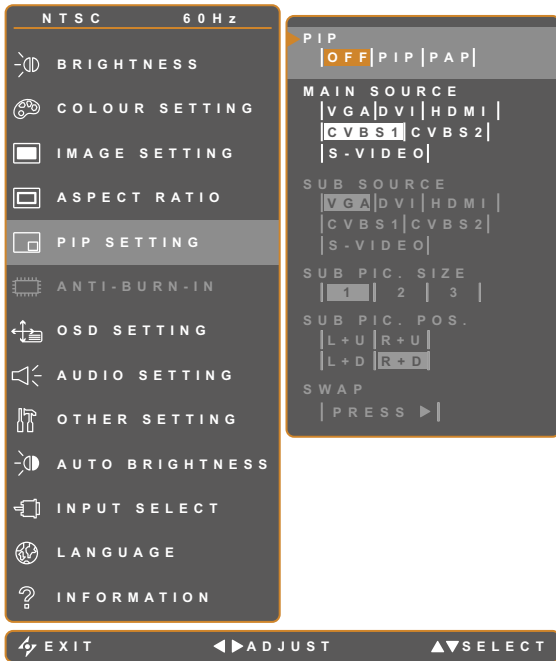 NTSC 60Hz
BRIGHTNESS
COLOUR SETTING
IMAGE SETTING
ASPECT RATIO
PIP SETTING
ANTI-BURN-IN
OSD SETTING
AUDIO SETTING
OTHER SETTING
AUTO BRIGHTNESS
INPUT SELECT
LANGUAGE
INFORMATION
PIP
OFF PIP PAP
MAIN SOURCE
VGA DVI HDMI
CVBS1 CVBS2
S-VIDEO
SUB SOURCE
VGA DVI HDMI
CVBS1 CVBS2
S-VIDEO
SUB PIC. SIZE
1 2 3
SUB PIC. POS.
L+U R+U
L+D R+D
SWAP
PRESS ▶
EXIT ◀▶ADJUST ▲▼SELECT